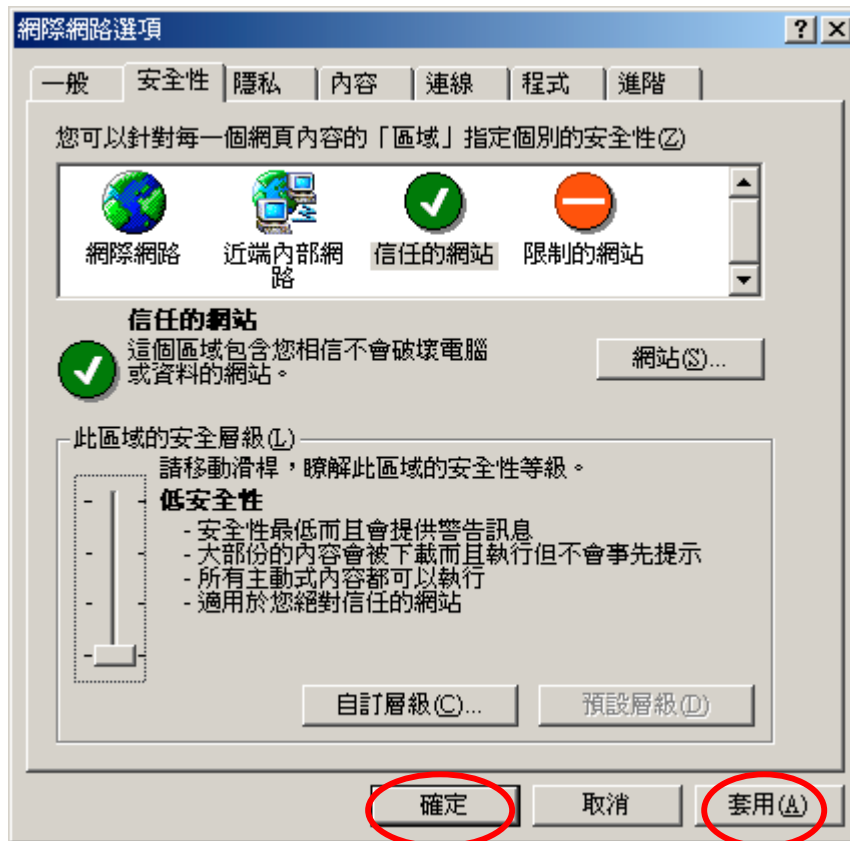 網際網路選項
一般 安全性 隱私 內容 連線 程式 進階
您可以針對每一個網頁內容的「區域」指定個別的安全性(Z)
網際網路 近端內部網路 信任的網站 限制的網站
信任的網站
這個區域包含您相信不會破壞電腦
或資料的網站。
網站(S)...
此區域的安全層級(L)
請移動滑桿，瞭解此區域的安全性等級。
低安全性
- 安全性最低而且會提供警告訊息
- 大部份的內容會被下載而且執行但不會事先提示
- 所有主動式內容都可以執行
- 適用於您絕對信任的網站
自訂層級(C)... 預設層級(D)
確定 取消 套用(A)